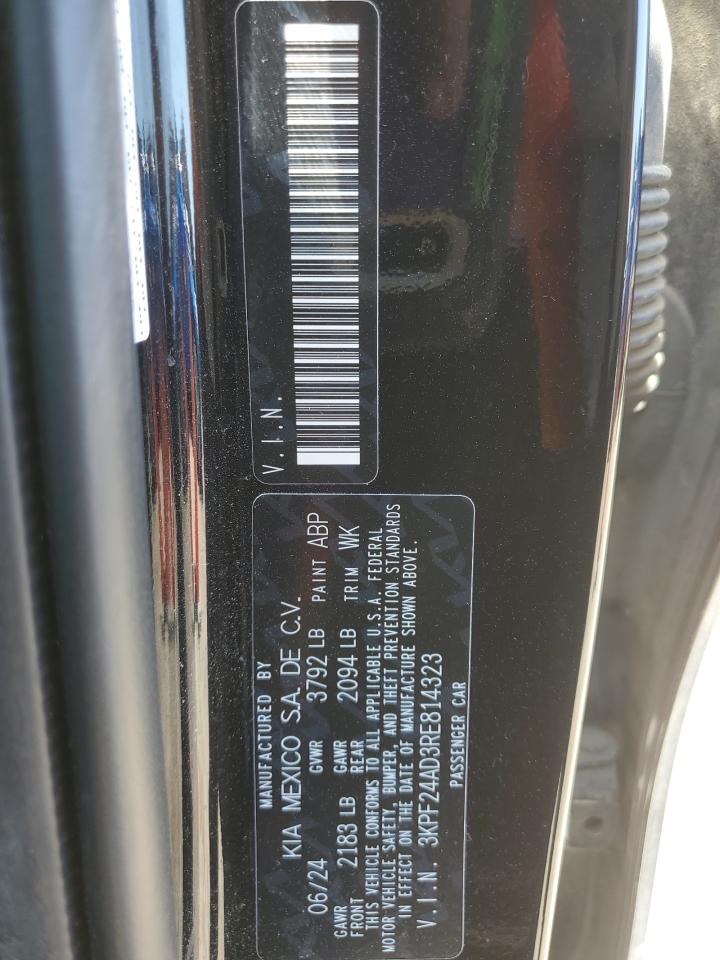 MANUFACTURED BY
KIA MEXICO S.A. DE C.V.
06/24 GVWR 3792 LB PAINT ABP
GAWR FRONT 2183 LB GAWR REAR 2094 LB TRIM WK
THIS VEHICLE CONFORMS TO ALL APPLICABLE U.S.A. FEDERAL
MOTOR VEHICLE SAFETY, BUMPER, AND THEFT PREVENTION STANDARDS
IN EFFECT ON THE DATE OF MANUFACTURE SHOWN ABOVE.
V.I.N. 3KPF24AD3RE814323
PASSENGER CAR
V.I.N.